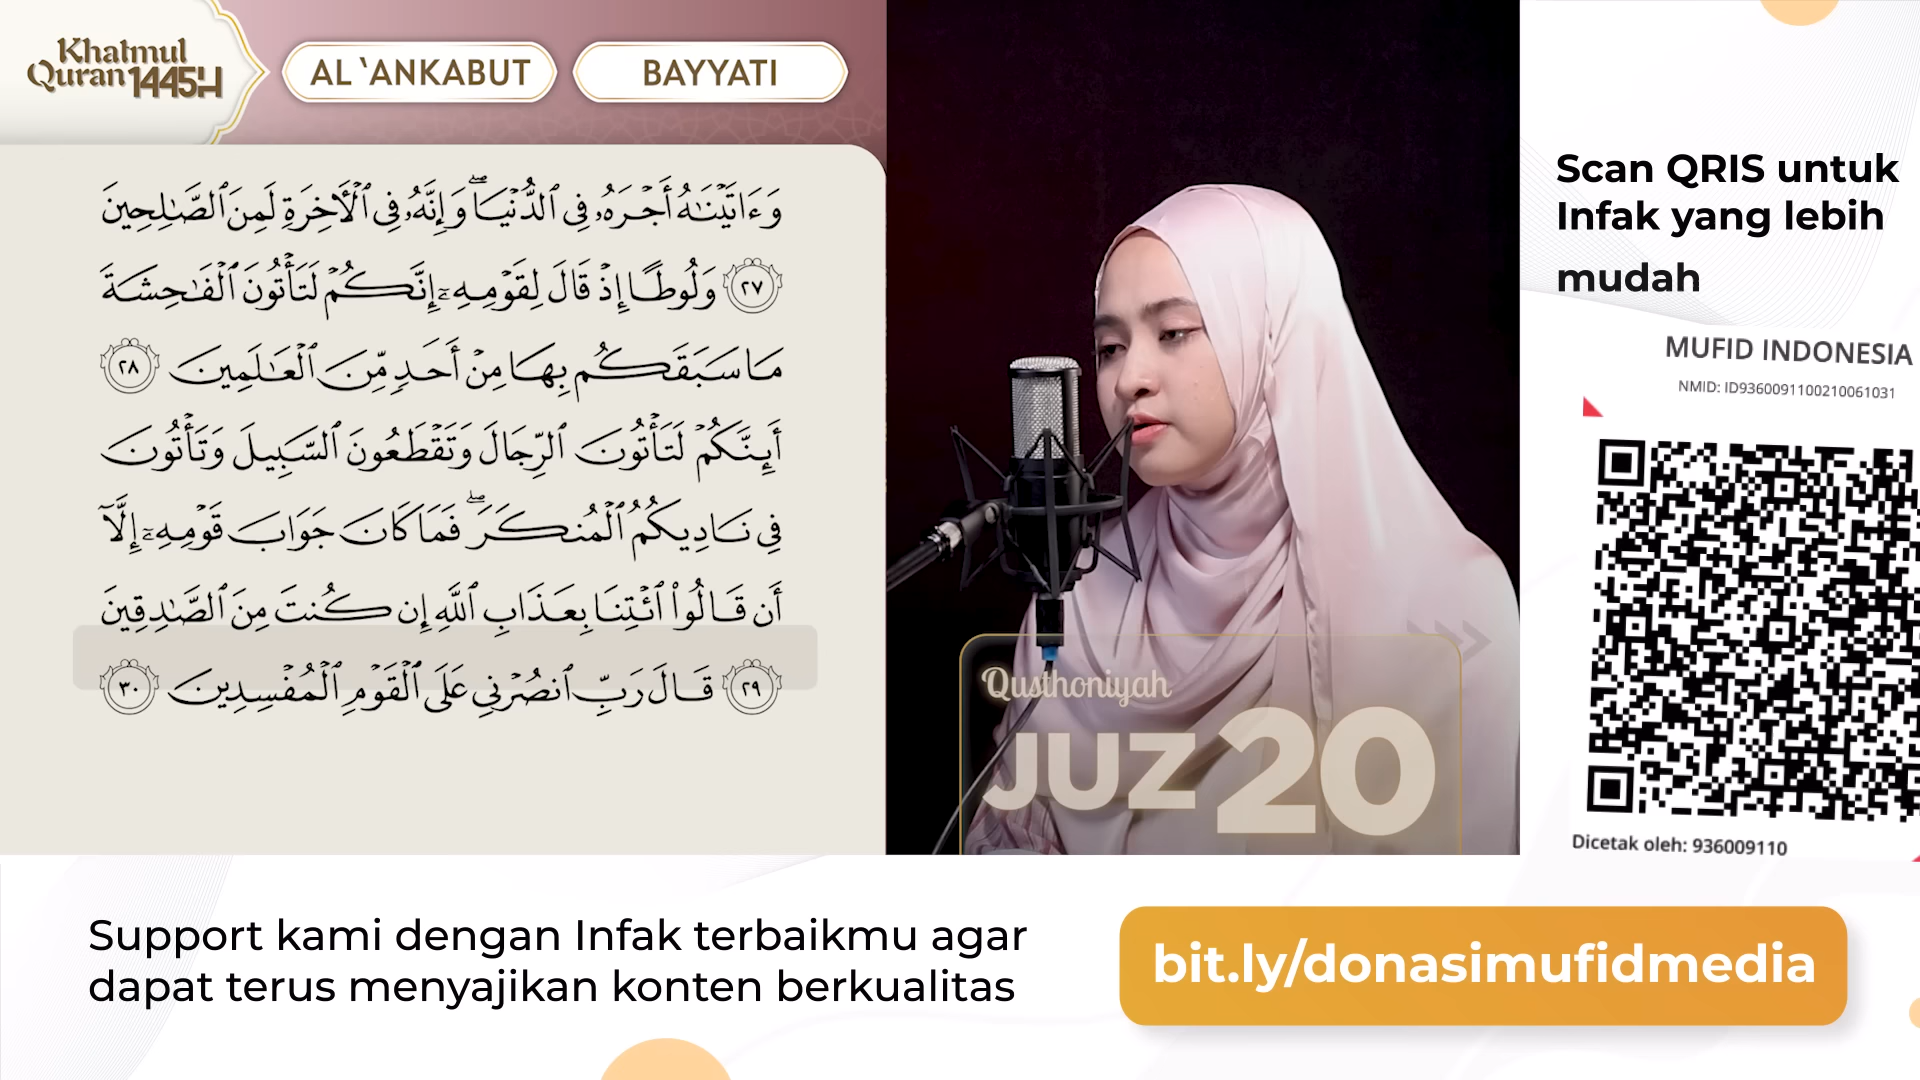 Khatmul
Quran 1445H
AL 'ANKABUT
BAYYATI
وَءَاتَيْنَٰهُ أَجْرَهُۥ فِى ٱلدُّنْيَا ۖ وَإِنَّهُۥ فِى ٱلْأَخِرَةِ لَمِنَ ٱلصَّٰلِحِينَ
٢٧ وَلُوطًا إِذْ قَالَ لِقَوْمِهِۦٓ إِنَّكُمْ لَتَأْتُونَ ٱلْفَٰحِشَةَ
مَا سَبَقَكُم بِهَا مِنْ أَحَدٍ مِّنَ ٱلْعَٰلَمِينَ ٢٨
أَئِنَّكُمْ لَتَأْتُونَ ٱلرِّجَالَ وَتَقْطَعُونَ ٱلسَّبِيلَ وَتَأْتُونَ
فِى نَادِيكُمُ ٱلْمُنكَرَ ۖ فَمَا كَانَ جَوَابَ قَوْمِهِۦٓ إِلَّآ
أَن قَالُوا۟ ٱئْتِنَا بِعَذَابِ ٱللَّهِ إِن كُنتَ مِنَ ٱلصَّٰدِقِينَ
٢٩ قَالَ رَبِّ ٱنصُرْنِى عَلَى ٱلْقَوْمِ ٱلْمُفْسِدِينَ ٣٠
Qusthoniyah
JUZ 20
Scan QRIS untuk
Infak yang lebih
mudah
MUFID INDONESIA
NMID: ID9360091100210061031
Dicetak oleh: 936009110
Support kami dengan Infak terbaikmu agar
dapat terus menyajikan konten berkualitas
bit.ly/donasimufidmedia